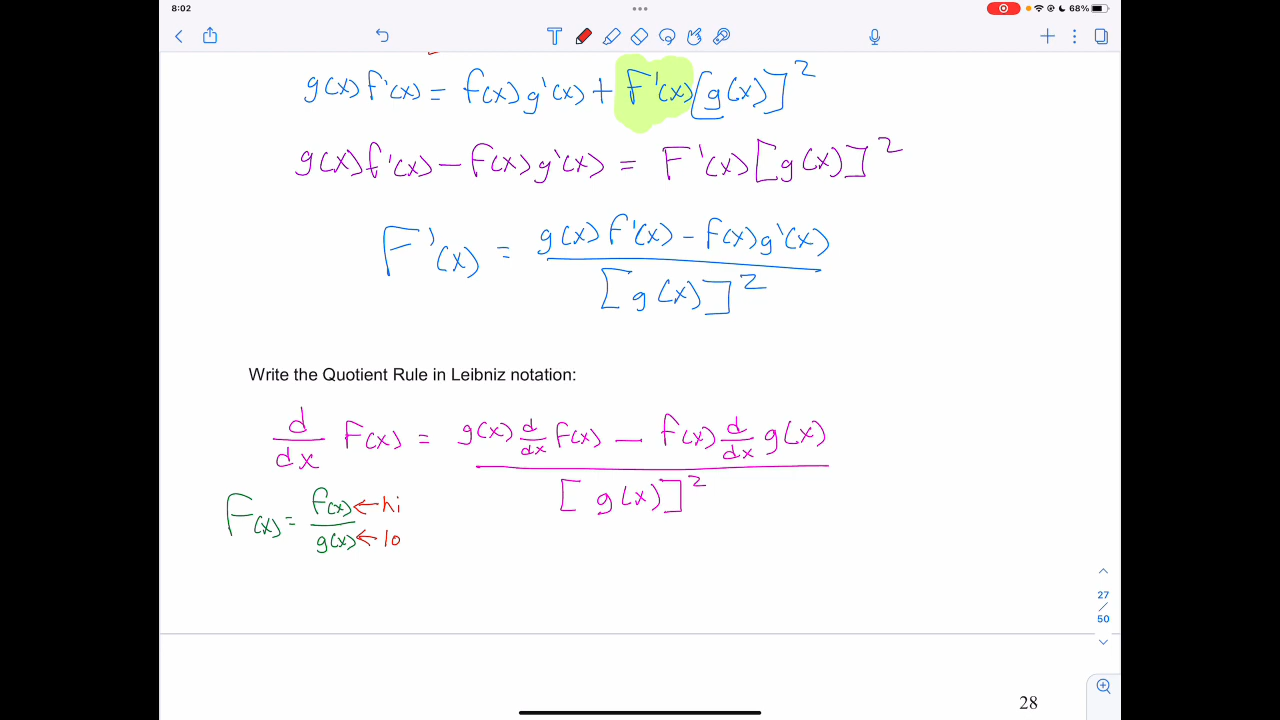 8:02
68%
g(x) f'(x) = f(x) g'(x) + F'(x) [g(x)]²
g(x) f'(x) – f(x) g'(x) = F'(x) [g(x)]²
F'(x) = g(x) f'(x) – f(x) g'(x) / [g(x)]²
Write the Quotient Rule in Leibniz notation:
d/dx F(x) = g(x) d/dx f(x) – f(x) d/dx g(x) / [g(x)]²
F(x) = f(x) / g(x)
← hi
← lo
27
/
50
28